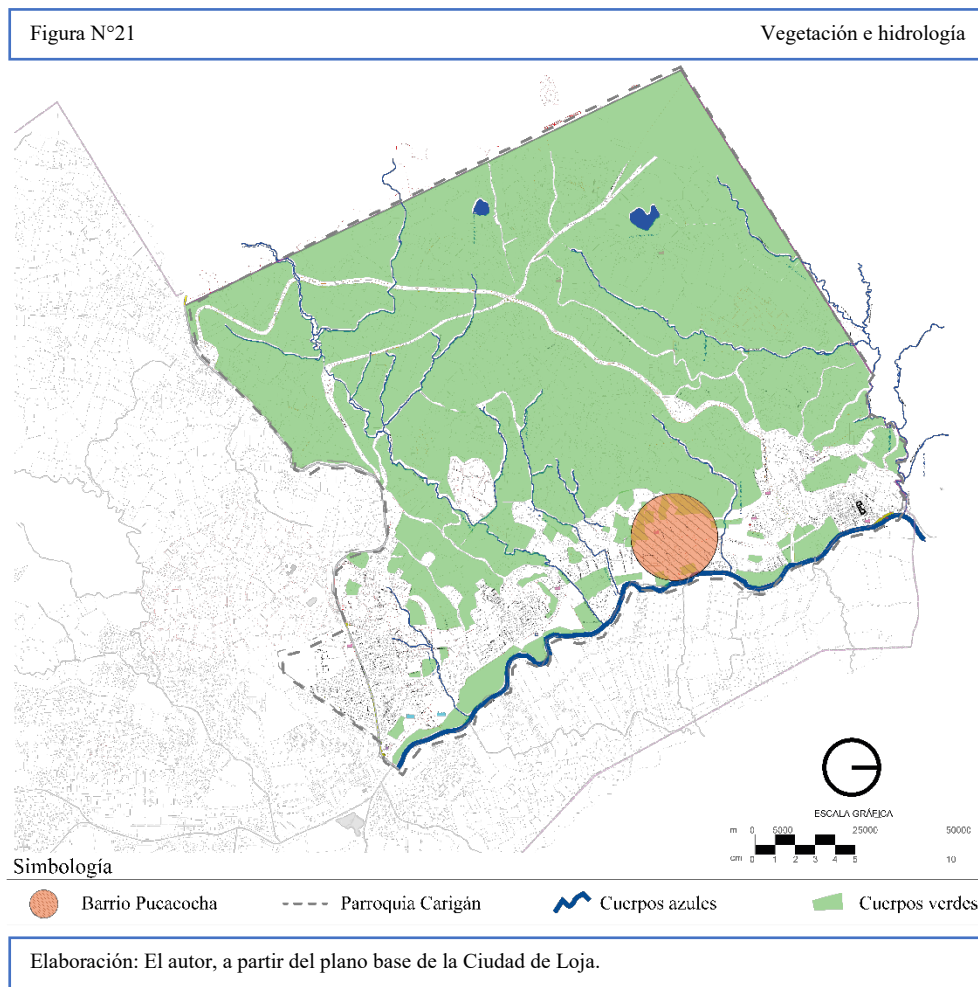 Figura N°21 Vegetación e hidrología
ESCALA GRÁFICA
m 0 5000 25000 50000
cm 0 1 2 3 4 5 10
Simbología
Barrio Pucacocha Parroquia Carigán Cuerpos azules Cuerpos verdes
Elaboración: El autor, a partir del plano base de la Ciudad de Loja.